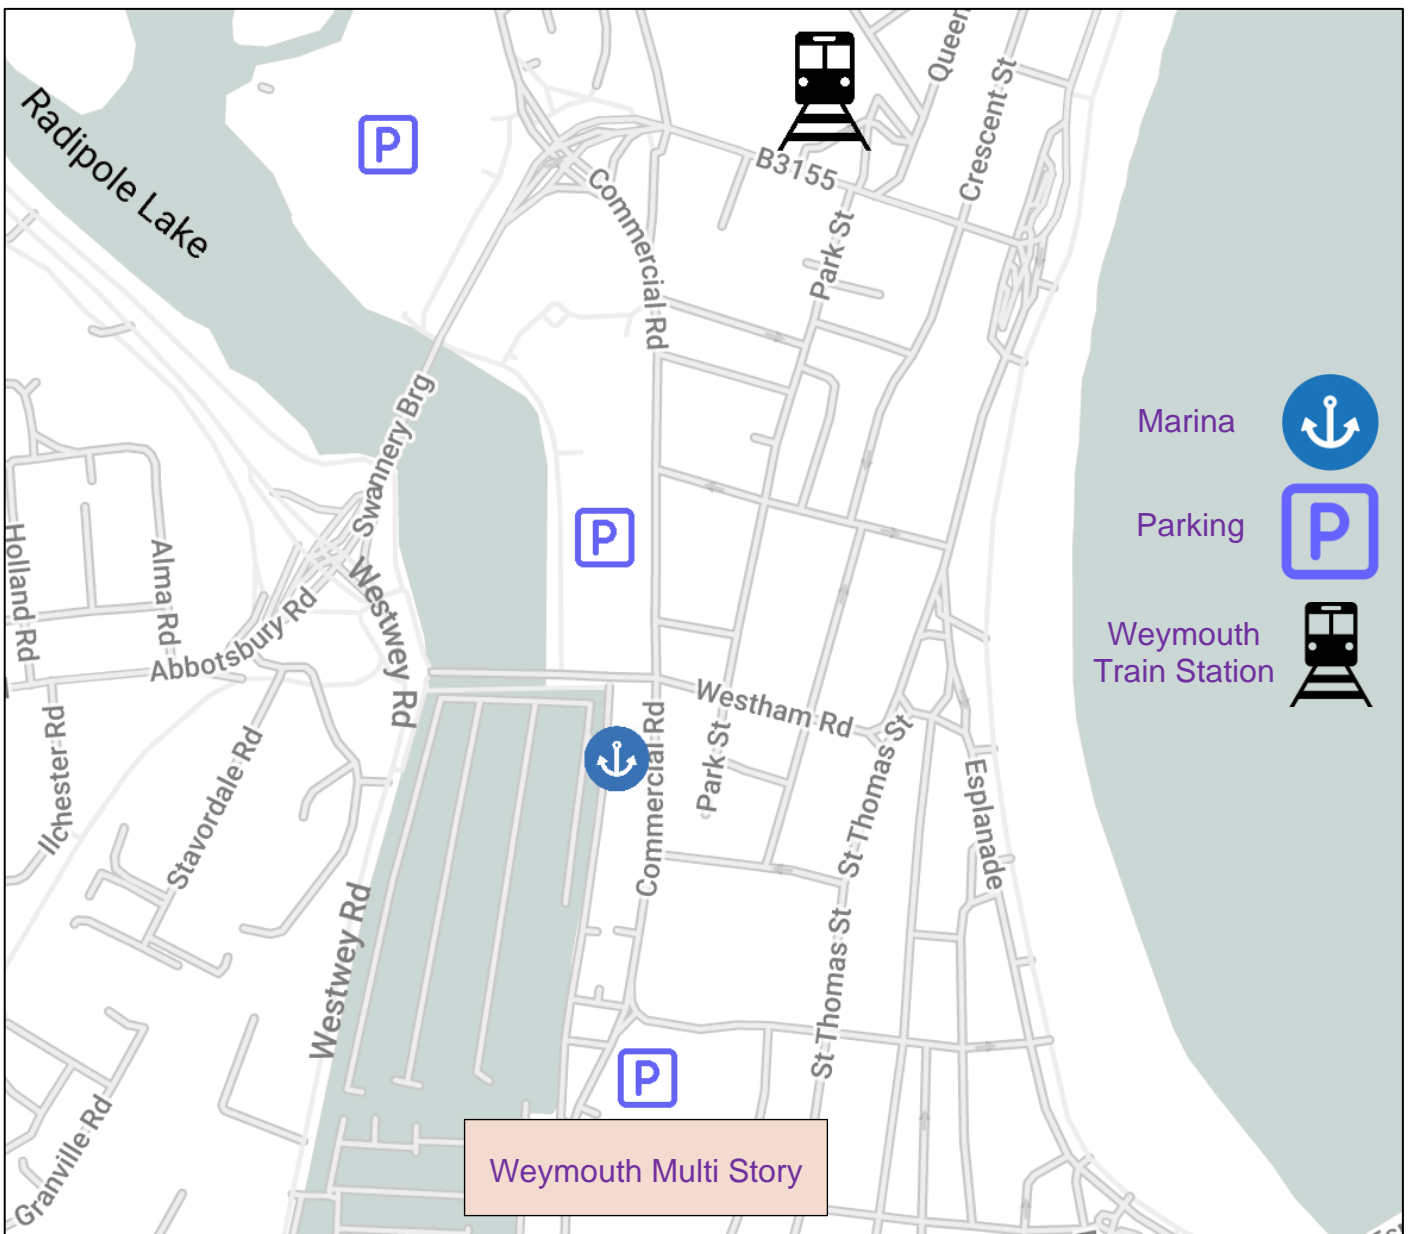 Queen
Crescent St
Radipole Lake
P
B3155
Commercial Rd
Park St
Swannery Brg
Marina
P
Parking
P
Holland Rd
Alma Rd
Westwey Rd
Abbotsbury Rd
Weymouth
Train Station
Westham Rd
Ilchester Rd
Stavordale Rd
Commercial Rd
Park St
St Thomas St
Esplanade
Westwey Rd
St Thomas St
P
Granville Rd
Weymouth Multi Story